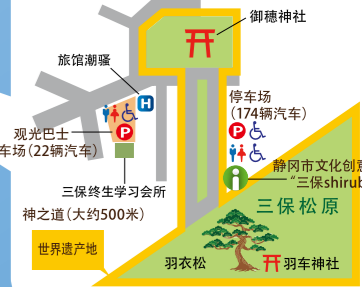 御穗神社
旅馆潮骚
H
停车场
(174辆汽车)
P
观光巴士
P
车场(22辆汽车)
静冈市文化创意
“三保shirub
i
三保终生学习会所
三保松原
神之道(大约500米)
世界遗产地
羽衣松
羽车神社